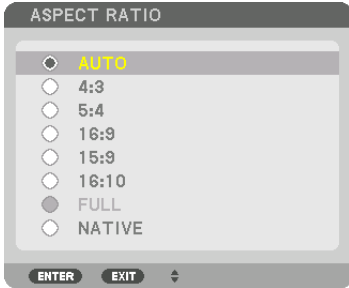 ASPECT RATIO
AUTO
4:3
5:4
16:9
15:9
16:10
FULL
NATIVE
ENTER EXIT